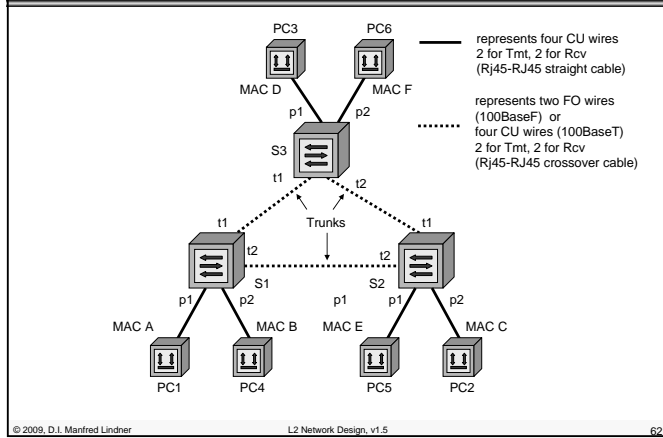 PC3
PC6
represents four CU wires
2 for Tmt, 2 for Rcv
(Rj45-RJ45 straight cable)
MAC D
MAC F
p1
p2
represents two FO wires
(100BaseF) or
four CU wires (100BaseT)
2 for Tmt, 2 for Rcv
(Rj45-RJ45 crossover cable)
S3
t1
t2
Trunks
t1
t1
t2
t2
S1
S2
p1
p2
p1
p1
p2
MAC A
MAC B
MAC E
MAC C
PC1
PC4
PC5
PC2
© 2009, D.I. Manfred Lindner
L2 Network Design, v1.5
62